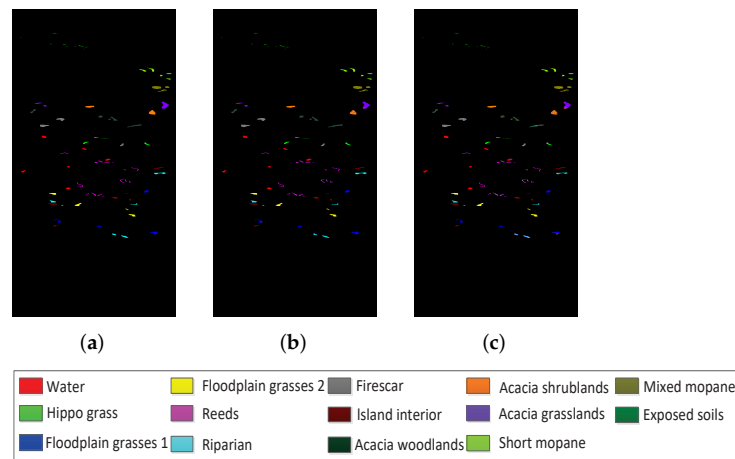 (a) (b) (c)
Water Floodplain grasses 2 Firescar Acacia shrublands Mixed mopane
Hippo grass Reeds Island interior Acacia grasslands Exposed soils
Floodplain grasses 1 Riparian Acacia woodlands Short mopane